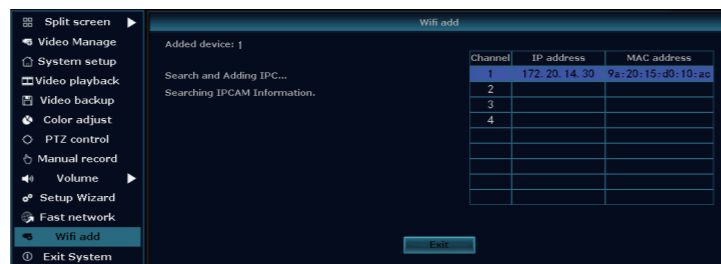 Split screen
Video Manage
System setup
Video playback
Video backup
Color adjust
PTZ control
Manual record
Volume
Setup Wizard
Fast network
Wifi add
Exit System
Wifi add
Added device: 1
Search and Adding IPC...
Searching IPCAM Information.
Channel IP address MAC address
1 172. 20. 14. 30 9a:20:15:d0:10:ac
2
3
4
Exit